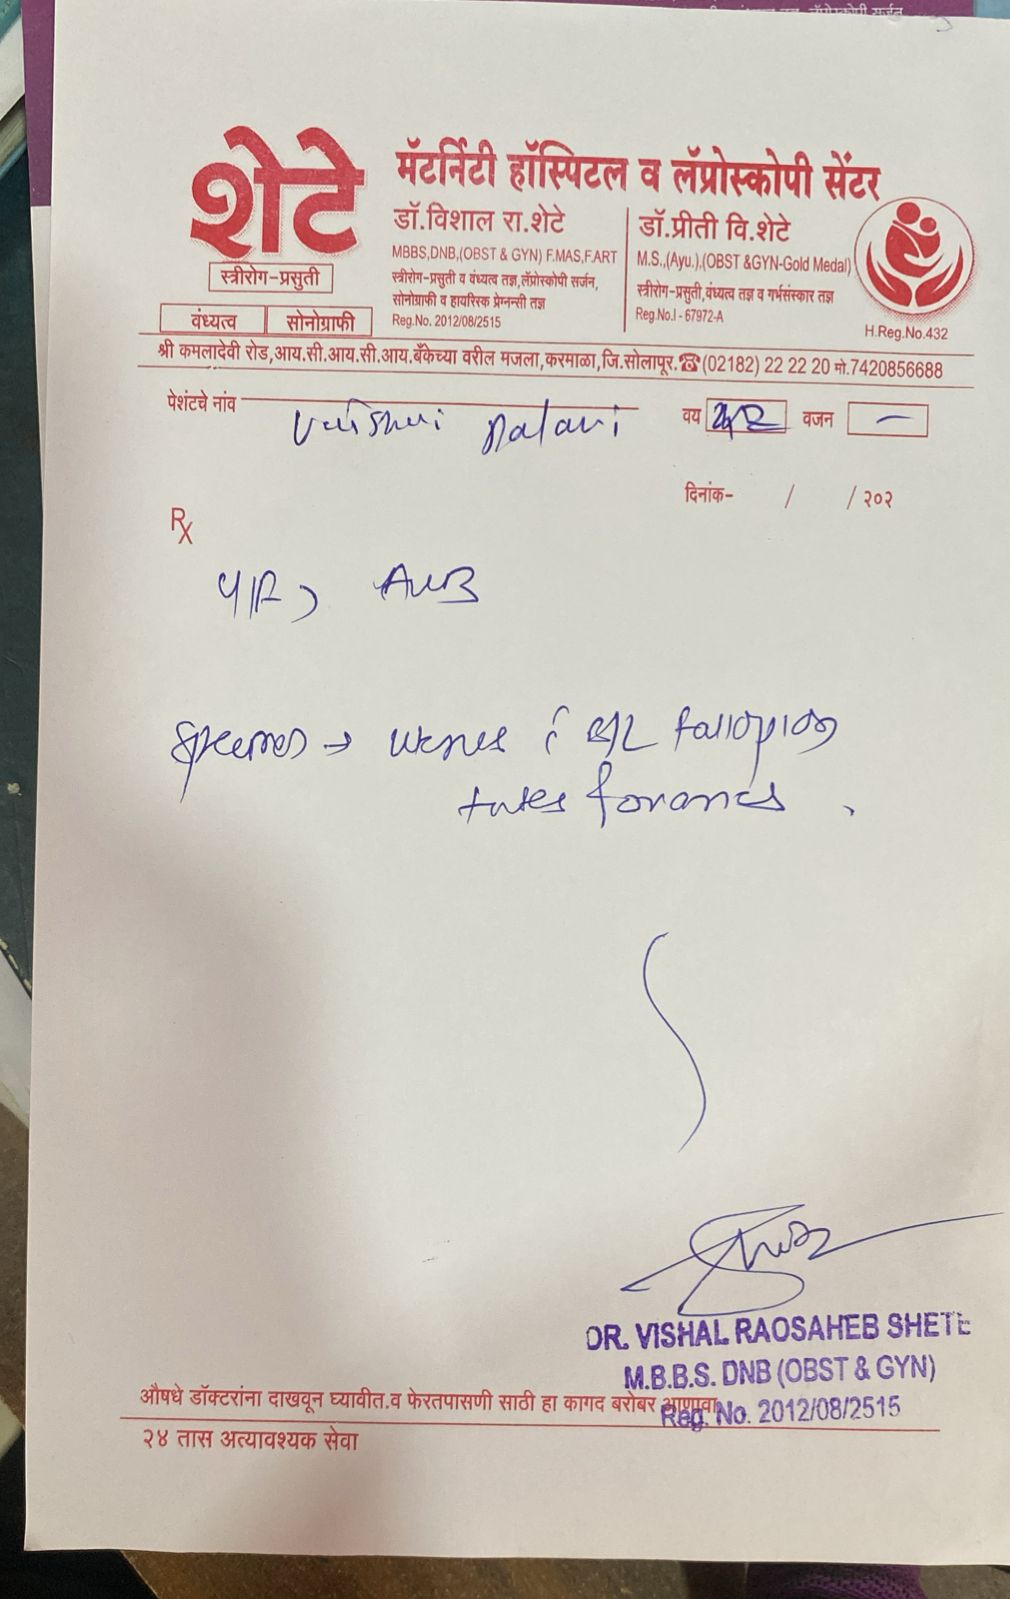 शेटे
स्त्रीरोग-प्रसुती
वंध्यत्व सोनोग्राफी
मॅटर्निटी हॉस्पिटल व लॅप्रोस्कोपी सेंटर
डॉ.विशाल रा.शेटे
MBBS,DNB,(OBST & GYN) F.MAS,F.ART
स्त्रीरोग-प्रसुती व वंध्यत्व तज्ञ,लॅप्रोस्कोपी सर्जन,
सोनोग्राफी व हायरिस्क प्रेग्नन्सी तज्ञ
Reg.No. 2012/08/2515
डॉ.प्रीती वि.शेटे
M.S.,(Ayu.),(OBST &GYN-Gold Medal)
स्त्रीरोग-प्रसुती,वंध्यत्व तज्ञ व गर्भसंस्कार तज्ञ
Reg.No.I - 67972-A
H.Reg.No.432
श्री कमलादेवी रोड,आय.सी.आय.सी.आय.बँकेच्या वरील मजला,करमाळा,जि.सोलापूर.☎(02182) 22 22 20 मो.7420856688
पेशंटचे नांव वय वजन —
दिनांक- / / २०२
Rx
AUB
→ B/L fallopian
tubes
DR. VISHAL RAOSAHEB SHETE
M.B.B.S. DNB (OBST & GYN)
Reg. No. 2012/08/2515
औषधे डॉक्टरांना दाखवून घ्यावीत.व फेरतपासणी साठी हा कागद बरोबर आणावा
२४ तास अत्यावश्यक सेवा